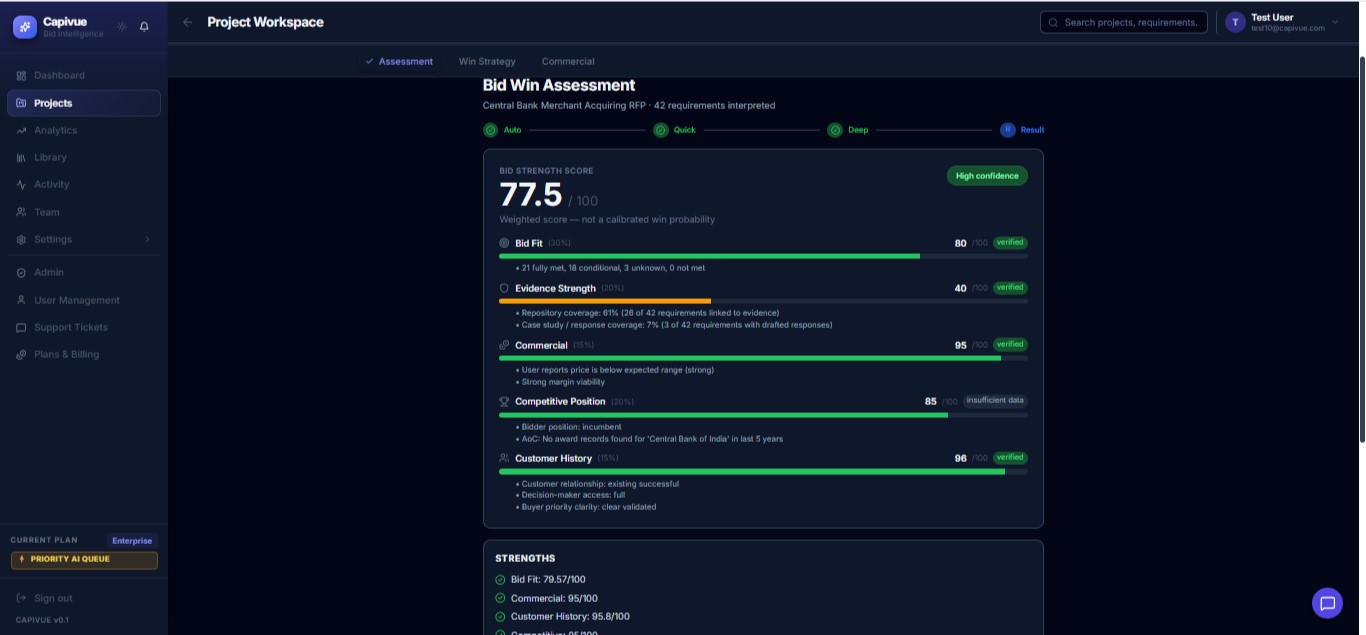 Capivue
Bid Intelligence
Dashboard
Projects
Analytics
Library
Activity
Team
Settings
Admin
User Management
Support Tickets
Plans & Billing
CURRENT PLAN
Enterprise
PRIORITY AI QUEUE
Sign out
CAPIVUE v0.1
Project Workspace
Search projects, requirements.
T
Test User
test10@capivue.com
Assessment
Win Strategy
Commercial
Bid Win Assessment
Central Bank Merchant Acquiring RFP · 42 requirements interpreted
Auto
Quick
Deep
Result
BID STRENGTH SCORE
High confidence
77.5 / 100
Weighted score — not a calibrated win probability
Bid Fit (30%) 80 /100 verified
• 21 fully met, 18 conditional, 3 unknown, 0 not met
Evidence Strength (20%) 40 /100 verified
• Repository coverage: 61% (26 of 42 requirements linked to evidence)
• Case study / response coverage: 7% (3 of 42 requirements with drafted responses)
Commercial (15%) 95 /100 verified
• User reports price is below expected range (strong)
• Strong margin viability
Competitive Position (20%) 85 /100 insufficient data
• Bidder position: incumbent
• AoC: No award records found for 'Central Bank of India' in last 5 years
Customer History (15%) 96 /100 verified
• Customer relationship: existing successful
• Decision-maker access: full
• Buyer priority clarity: clear validated
STRENGTHS
Bid Fit: 79.57/100
Commercial: 95/100
Customer History: 95.8/100